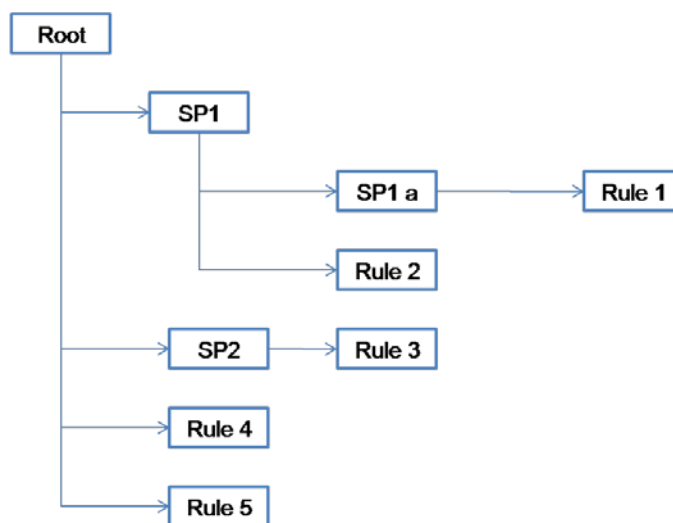 Root
SP1
SP1 a
Rule 1
Rule 2
SP2
Rule 3
Rule 4
Rule 5